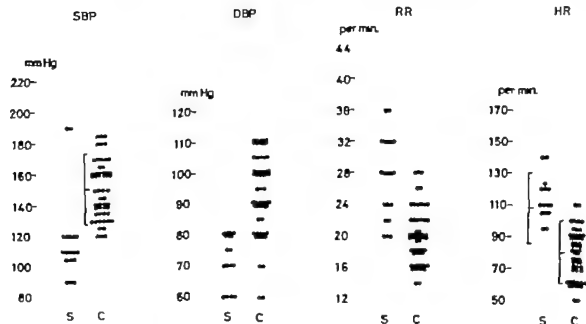 SBP
mmHg
220-
200-
180-
160-
140-
120
100-
80
S C
DBP
mmHg
120-
110-
100-
90-
80-
70-
60-
S C
RR
per min.
44
40-
36-
32-
28-
24-
20-
16-
12
S C
HR
per min.
170-
150-
130-
110-
90-
70-
50
S C